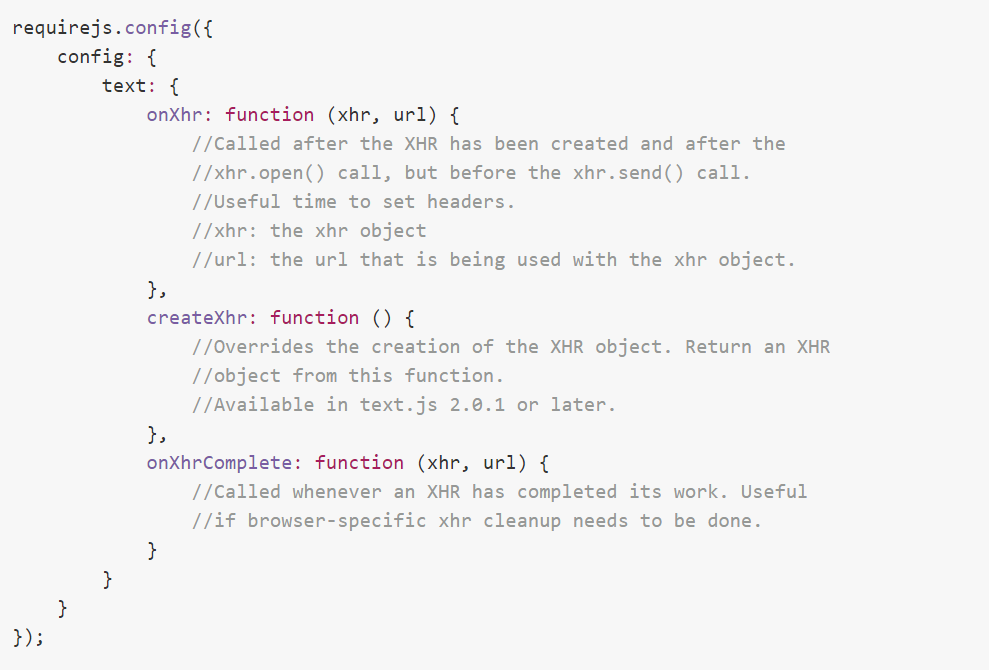 requirejs.config({
    config: {
        text: {
            onXhr: function (xhr, url) {
                //Called after the XHR has been created and after the
                //xhr.open() call, but before the xhr.send() call.
                //Useful time to set headers.
                //xhr: the xhr object
                //url: the url that is being used with the xhr object.
            },
            createXhr: function () {
                //Overrides the creation of the XHR object. Return an XHR
                //object from this function.
                //Available in text.js 2.0.1 or later.
            },
            onXhrComplete: function (xhr, url) {
                //Called whenever an XHR has completed its work. Useful
                //if browser-specific xhr cleanup needs to be done.
            }
        }
    }
});